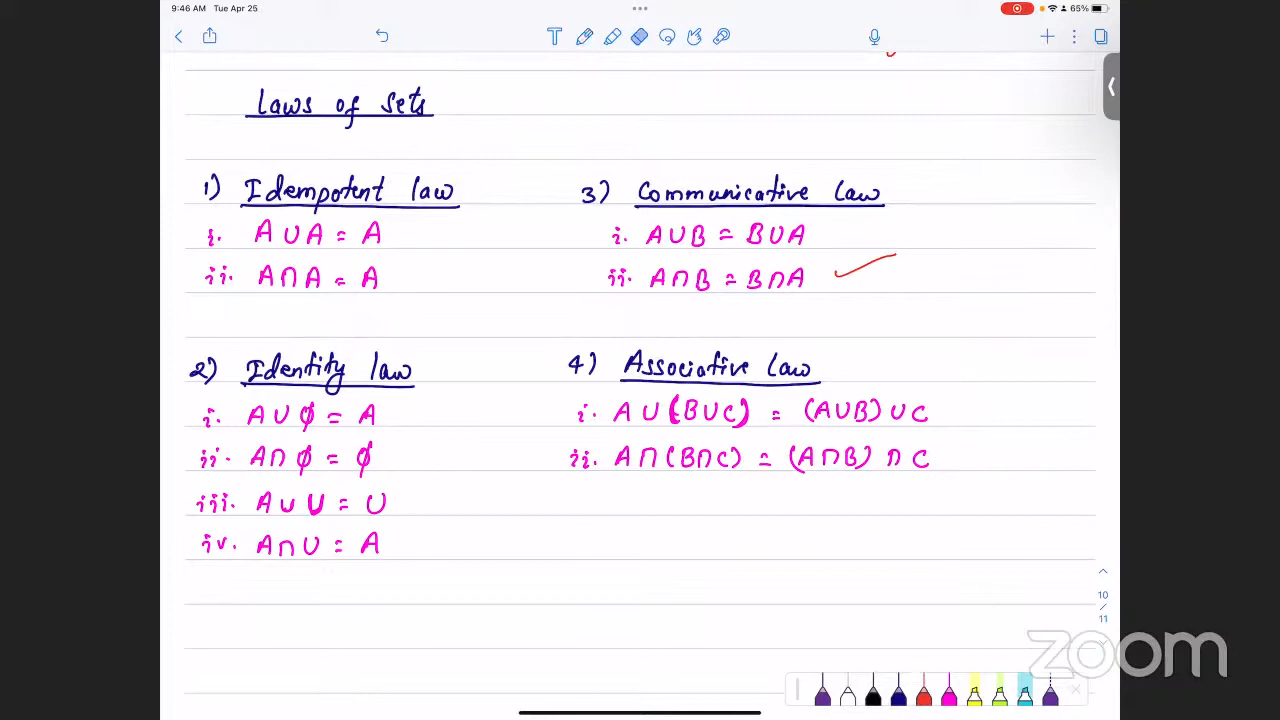 9:46 AM Tue Apr 25
65%
Laws of Sets
1) Idempotent law
i. A ∪ A = A
ii. A ∩ A = A
2) Identity law
i. A ∪ ϕ = A
ii. A ∩ ϕ = ϕ
iii. A ∪ U = U
iv. A ∩ U = A
3) Communicative Law
i. A ∪ B = B ∪ A
ii. A ∩ B = B ∩ A
4) Associative Law
i. A ∪ (B ∪ C) = (A ∪ B) ∪ C
ii. A ∩ (B ∩ C) = (A ∩ B) ∩ C
10
/
11
zoom